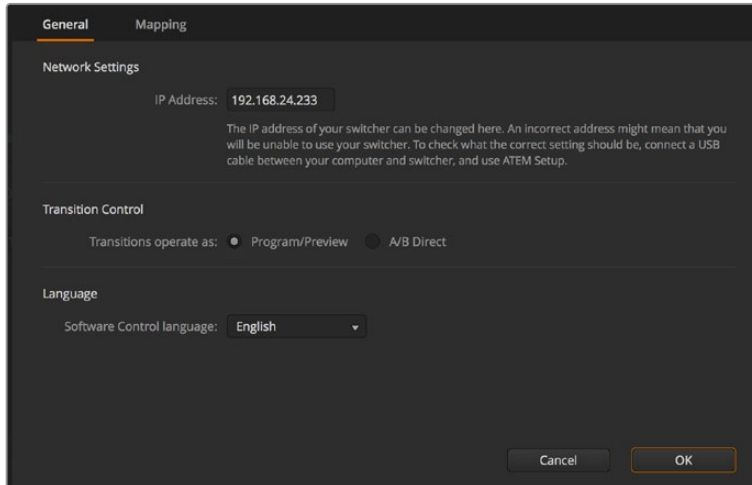 General Mapping
Network Settings
IP Address: 192.168.24.233
The IP address of your switcher can be changed here. An incorrect address might mean that you
will be unable to use your switcher. To check what the correct setting should be, connect a USB
cable between your computer and switcher, and use ATEM Setup.
Transition Control
Transitions operate as: Program/Preview A/B Direct
Language
Software Control language: English
Cancel OK